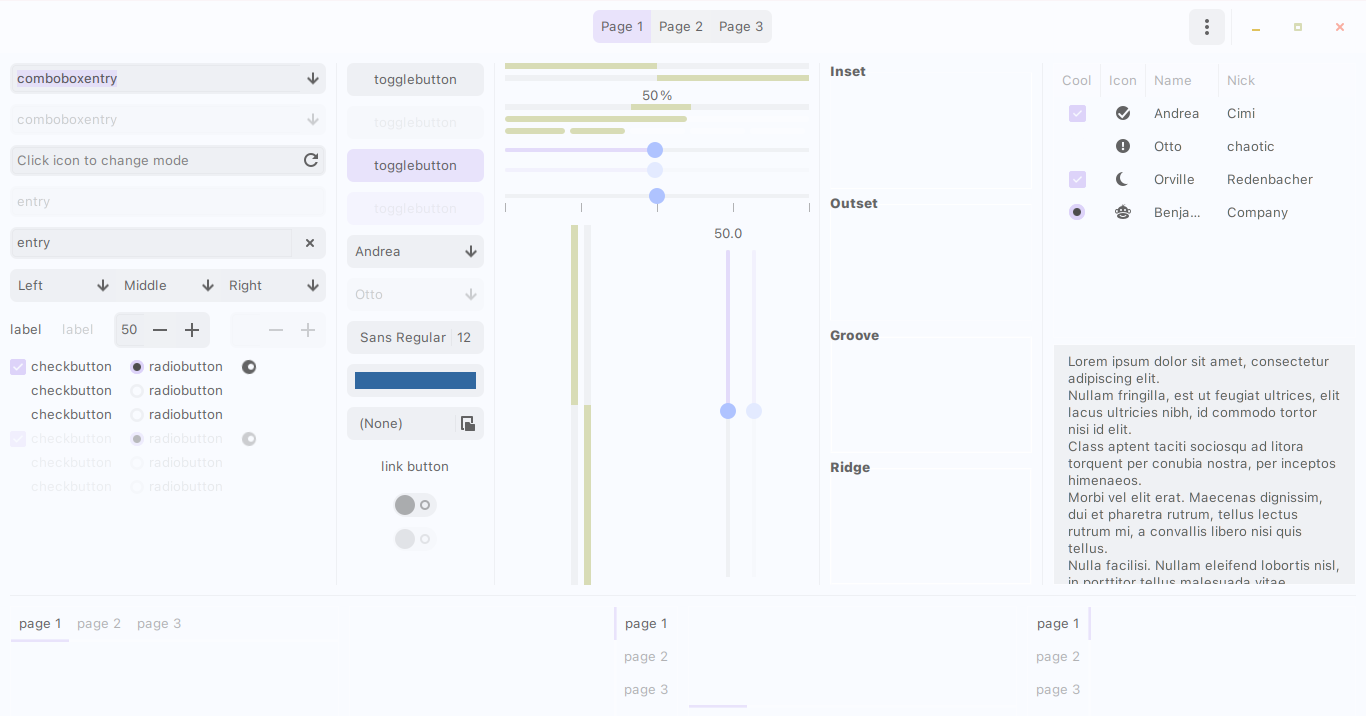 Page 1 Page 2 Page 3
comboboxentry
comboboxentry
Click icon to change mode
entry
entry
Left Middle Right
label label 50
checkbutton radiobutton
checkbutton radiobutton
checkbutton radiobutton
checkbutton radiobutton
checkbutton radiobutton
checkbutton radiobutton
togglebutton
togglebutton
togglebutton
togglebutton
Andrea
Otto
Sans Regular 12
(None)
link button
50%
50.0
Inset
Outset
Groove
Ridge
Cool Icon Name Nick
Andrea Cimi
Otto chaotic
Orville Redenbacher
Benja... Company
Lorem ipsum dolor sit amet, consectetur
adipiscing elit.
Nullam fringilla, est ut feugiat ultrices, elit
lacus ultricies nibh, id commodo tortor
nisi id elit.
Class aptent taciti sociosqu ad litora
torquent per conubia nostra, per inceptos
himenaeos.
Morbi vel elit erat. Maecenas dignissim,
dui et pharetra rutrum, tellus lectus
rutrum mi, a convallis libero nisi quis
tellus.
Nulla facilisi. Nullam eleifend lobortis nisl,
in porttitor tellus malesuada vitae.
page 1 page 2 page 3
page 1
page 2
page 3
page 1
page 2
page 3